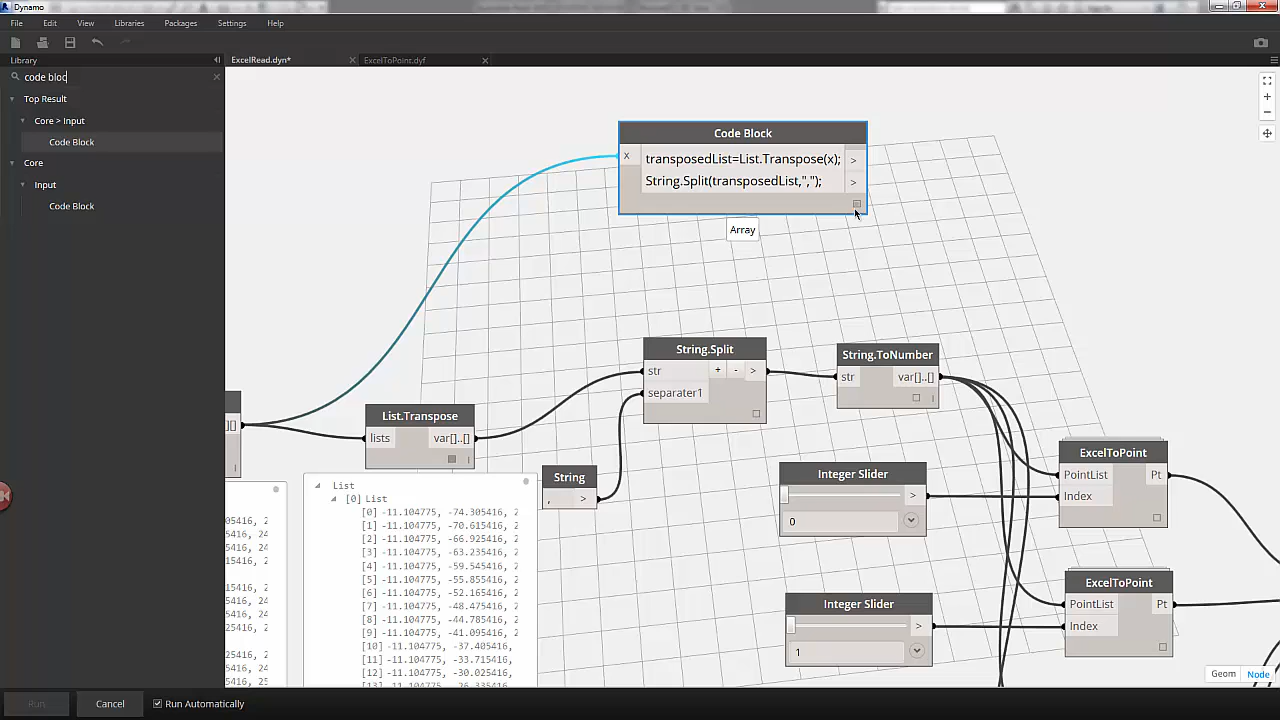 Dynamo
File Edit View Libraries Packages Settings Help
Library
ExcelRead.dyn*
ExcelToPoint.dyf
code bloc
Top Result
Core > Input
Code Block
Core
Input
Code Block
Code Block
x
transposedList=List.Transpose(x); >
String.Split(transposedList,","); >
Array
String.Split
str + - >
separater1
String.ToNumber
str var[]..[]
List.Transpose
lists var[]..[]
[]
String
, >
Integer Slider
>
0
ExcelToPoint
PointList Pt
Index
Integer Slider
>
1
ExcelToPoint
PointList Pt
Index
List
[0] List
[0] -11.104775, -74.305416, 2
[1] -11.104775, -70.615416, 2
[2] -11.104775, -66.925416, 2
[3] -11.104775, -63.235416, 2
[4] -11.104775, -59.545416, 2
[5] -11.104775, -55.855416, 2
[6] -11.104775, -52.165416, 2
[7] -11.104775, -48.475416, 2
[8] -11.104775, -44.785416, 2
[9] -11.104775, -41.095416, 2
[10] -11.104775, -37.405416,
[11] -11.104775, -33.715416,
[12] -11.104775, -30.025416,
[13] -11.104775, -26.335416,
Geom Node
Run Cancel Run Automatically